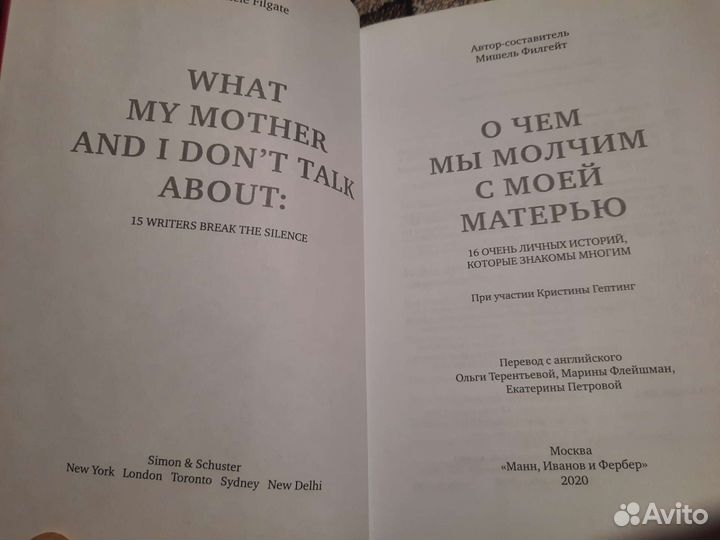 Filgate
WHAT
MY MOTHER
AND I DON'T TALK
ABOUT:
15 WRITERS BREAK THE SILENCE
Simon & Schuster
New York London Toronto Sydney New Delhi
Автор-составитель
Мишель Филгейт
О ЧЕМ
МЫ МОЛЧИМ
С МОЕЙ
МАТЕРЬЮ
16 ОЧЕНЬ ЛИЧНЫХ ИСТОРИЙ,
КОТОРЫЕ ЗНАКОМЫ МНОГИМ
При участии Кристины Гептинг
Перевод с английского
Ольги Терентьевой, Марины Флейшман,
Екатерины Петровой
Москва
«Манн, Иванов и Фербер»
2020
Avito